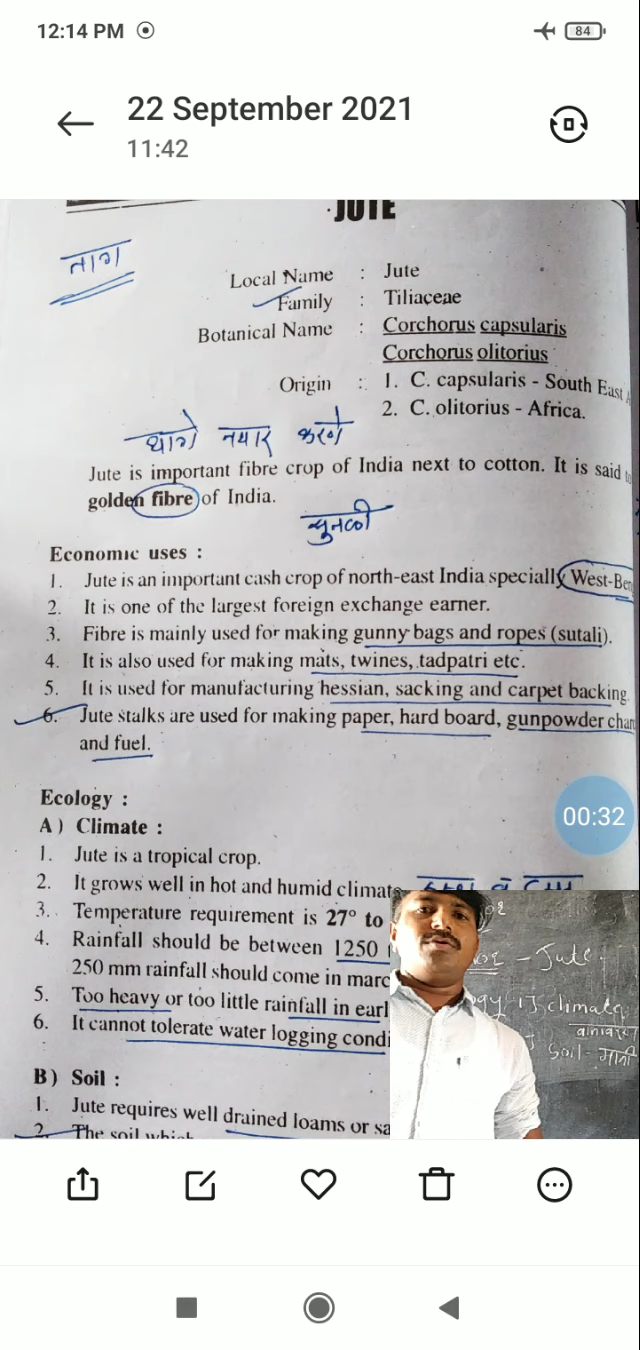 12:14 PM
84
22 September 2021
11:42
JUTE
ताग
Local Name : Jute
Family : Tiliaceae
Botanical Name : Corchorus capsularis
Corchorus olitorius
Origin : 1. C. capsularis - South East
2. C. olitorius - Africa.
धागे तयार करणे
Jute is important fibre crop of India next to cotton. It is said to
golden fibre of India.
सुतळी
Economic uses :
1. Jute is an important cash crop of north-east India specially West-Ben
2. It is one of the largest foreign exchange earner.
3. Fibre is mainly used for making gunny bags and ropes (sutali).
4. It is also used for making mats, twines, tadpatri etc.
5. It is used for manufacturing hessian, sacking and carpet backing.
6. Jute stalks are used for making paper, hard board, gunpowder char
and fuel.
00:32
Ecology :
A) Climate :
1. Jute is a tropical crop.
2. It grows well in hot and humid climat
3. Temperature requirement is 27° to
4. Rainfall should be between 1250
250 mm rainfall should come in marc
5. Too heavy or too little rainfall in earl
6. It cannot tolerate water logging condi
- Jute.
climate
Soil - माती
B) Soil :
1. Jute requires well drained loams or sa
2. The soil which